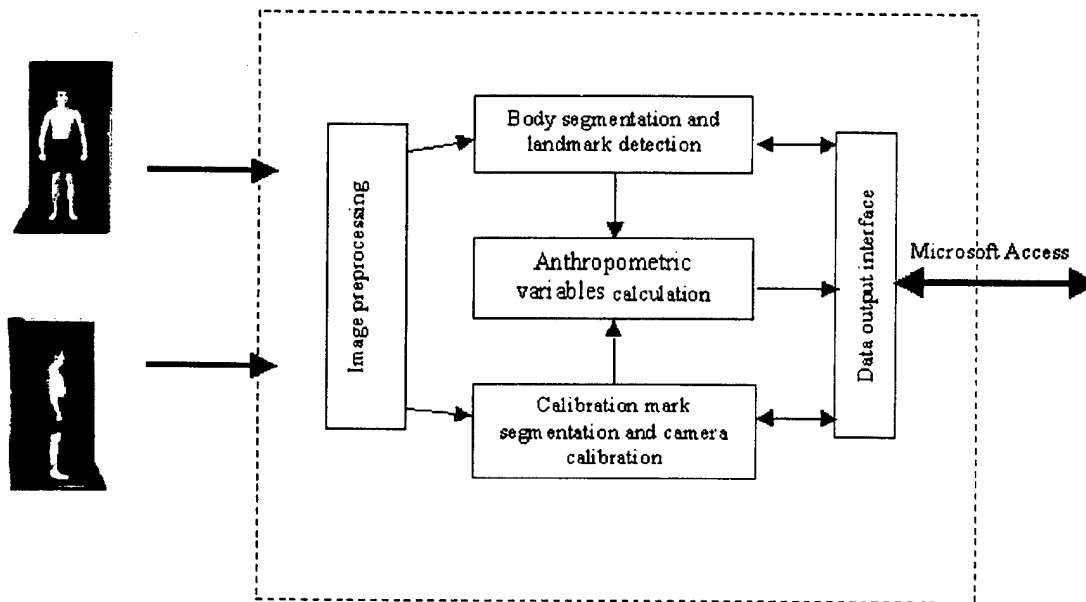 Body segmentation and
landmark detection
Image preprocessing
Anthropometric
variables calculation
Calibration mark
segmentation and camera
calibration
Data output interface
Microsoft Access